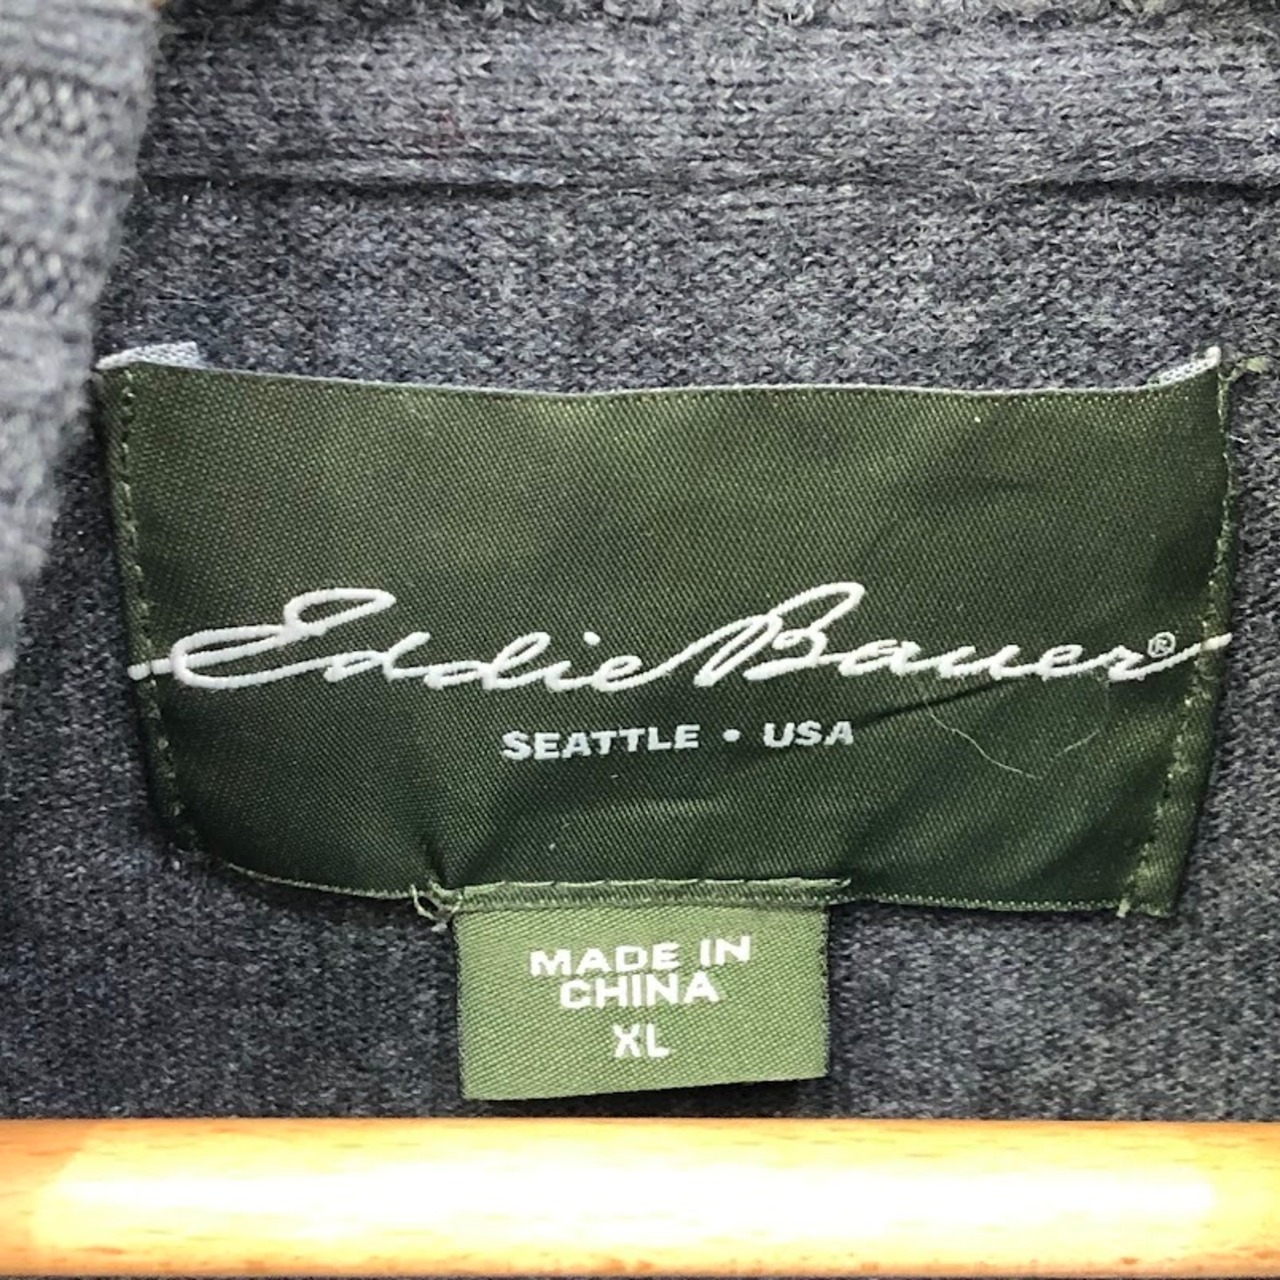 Eddie Bauer®
SEATTLE • USA
MADE IN
CHINA
XL